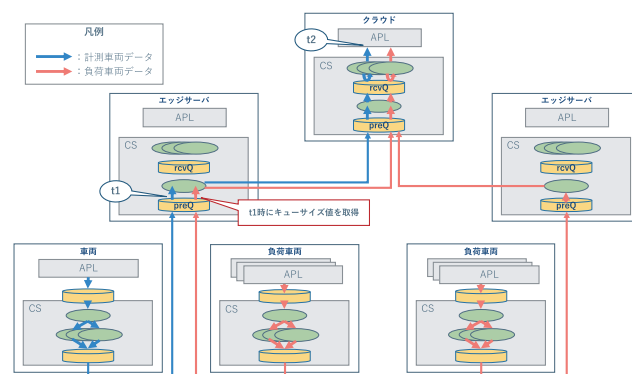 凡例
：計測車両データ
：負荷車両データ
クラウド
APL
t2
CS
rcvQ
preQ
エッジサーバ
APL
CS
rcvQ
t1
preQ
t1時にキューサイズ値を取得
エッジサーバ
APL
CS
rcvQ
preQ
車両
APL
CS
負荷車両
APL
CS
負荷車両
APL
CS